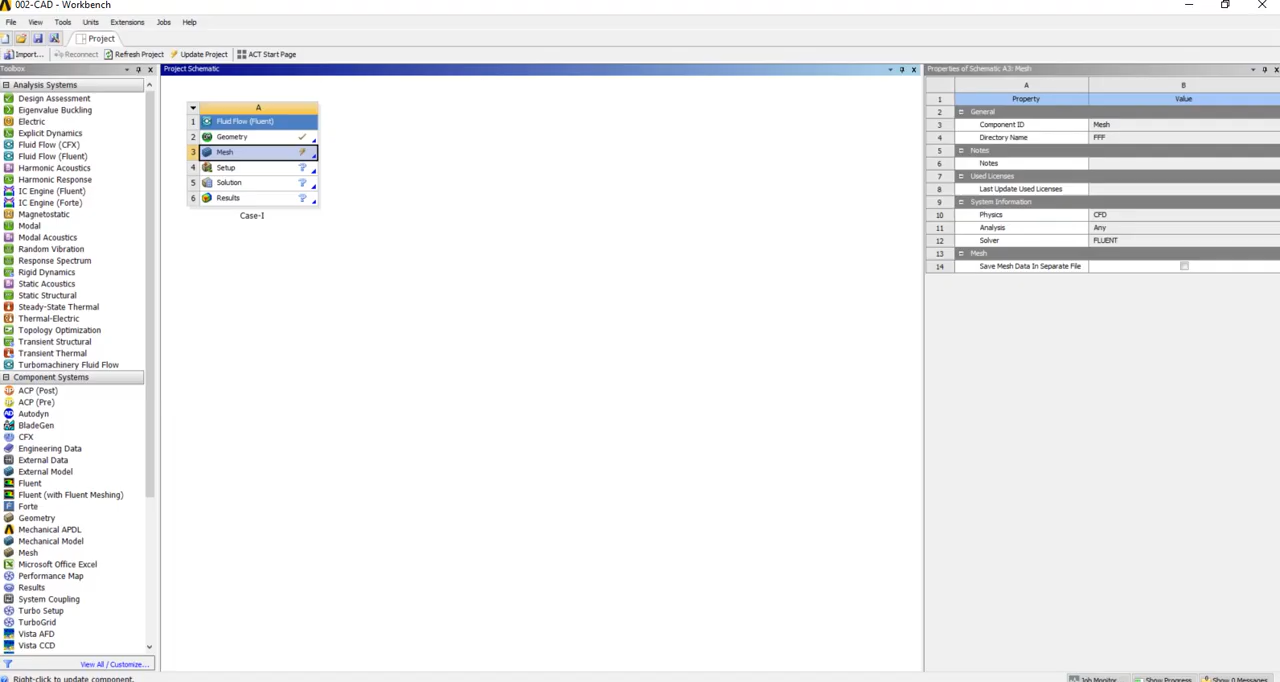 002-CAD - Workbench
File View Tools Units Extensions Jobs Help
Project
Import... Reconnect Refresh Project Update Project ACT Start Page
Toolbox
Analysis Systems
Design Assessment
Eigenvalue Buckling
Electric
Explicit Dynamics
Fluid Flow (CFX)
Fluid Flow (Fluent)
Harmonic Acoustics
Harmonic Response
IC Engine (Fluent)
IC Engine (Forte)
Magnetostatic
Modal
Modal Acoustics
Random Vibration
Response Spectrum
Rigid Dynamics
Static Acoustics
Static Structural
Steady-State Thermal
Thermal-Electric
Topology Optimization
Transient Structural
Transient Thermal
Turbomachinery Fluid Flow
Component Systems
ACP (Post)
ACP (Pre)
Autodyn
BladeGen
CFX
Engineering Data
External Data
External Model
Fluent
Fluent (with Fluent Meshing)
Forte
Geometry
Mechanical APDL
Mechanical Model
Mesh
Microsoft Office Excel
Performance Map
Results
System Coupling
Turbo Setup
TurboGrid
Vista AFD
Vista CCD
View All / Customize...
Project Schematic
A
1 Fluid Flow (Fluent)
2 Geometry
3 Mesh
4 Setup ?
5 Solution ?
6 Results ?
Case-I
Properties of Schematic A3: Mesh
A B
1 Property Value
2 General
3 Component ID Mesh
4 Directory Name FFF
5 Notes
6 Notes
7 Used Licenses
8 Last Update Used Licenses
9 System Information
10 Physics CFD
11 Analysis Any
12 Solver FLUENT
13 Mesh
14 Save Mesh Data In Separate File
Right-click to update component.
Job Monitor... Show Progress Show 0 Messages